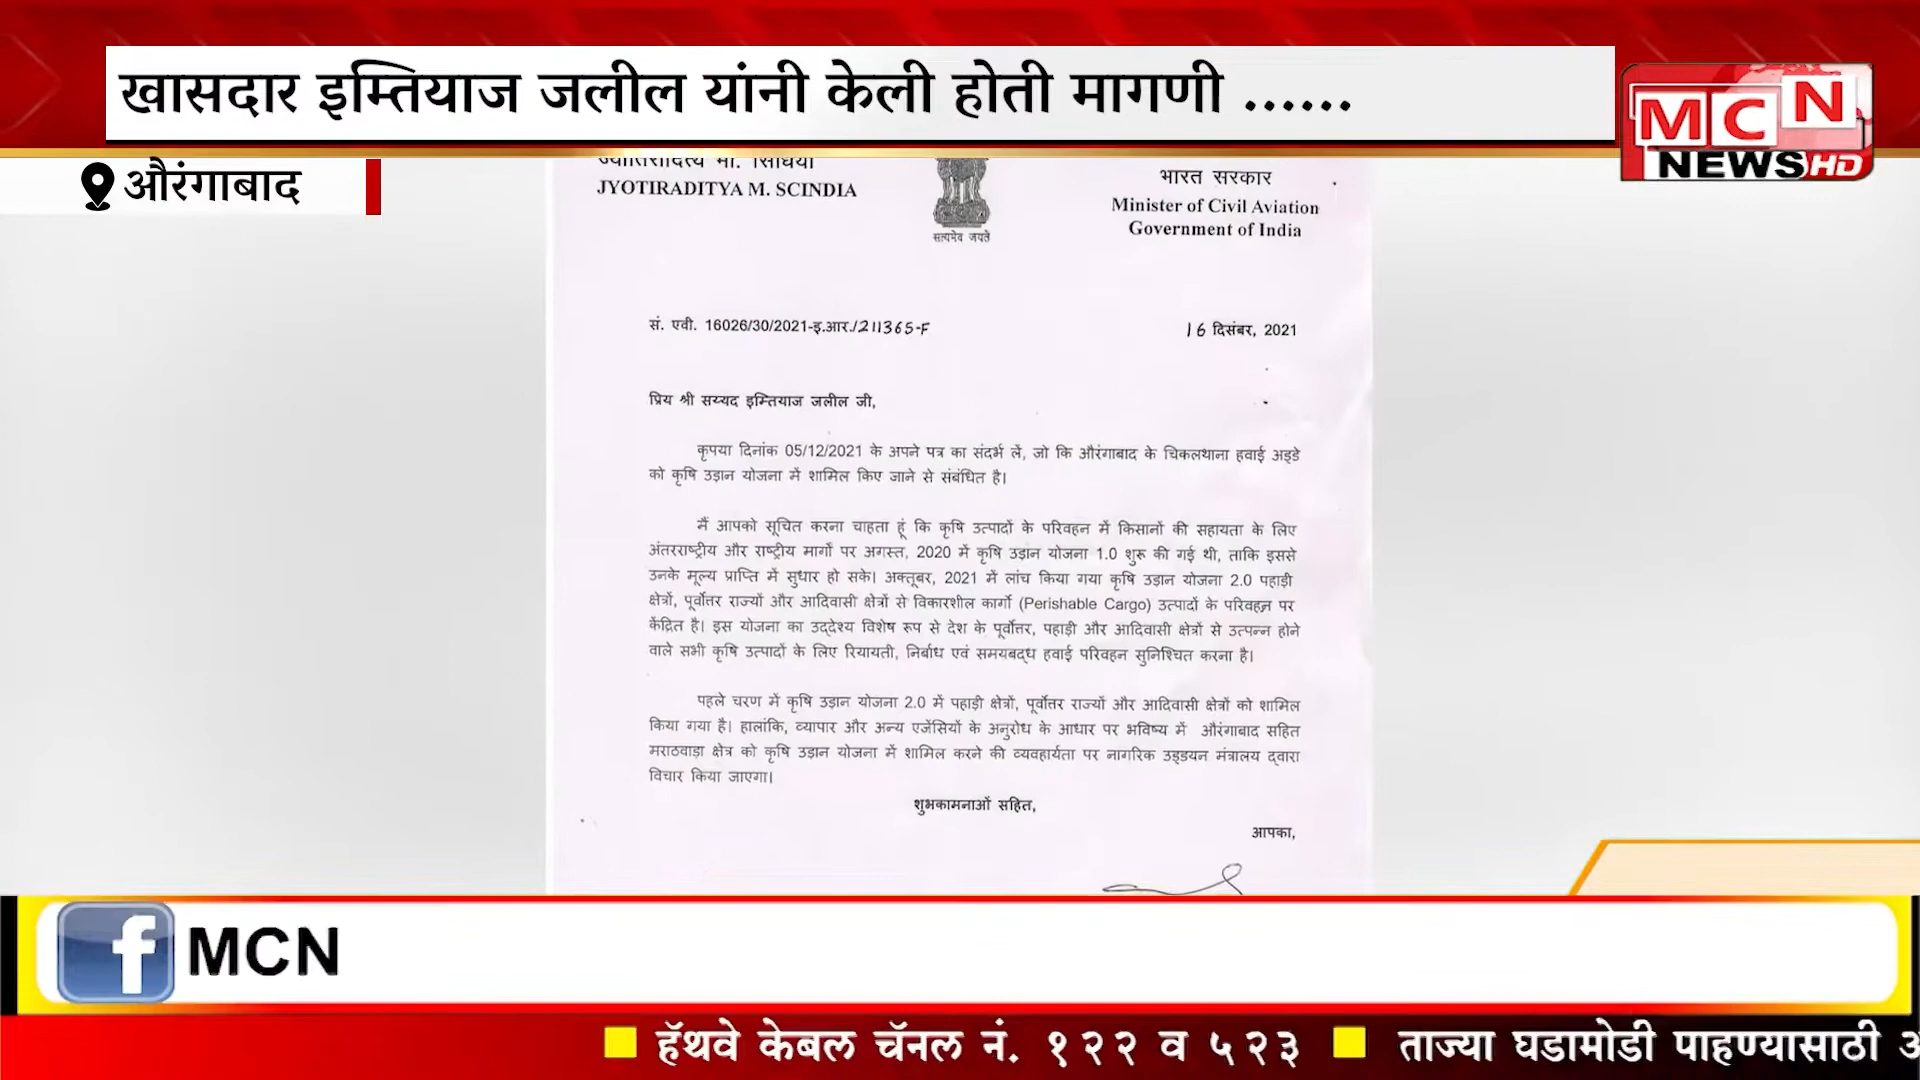 खासदार इम्तियाज जलील यांनी केली होती मागणी ......
MCN
NEWS HD
औरंगाबाद
ज्योतिरादित्य मा. सिंधिया
JYOTIRADITYA M. SCINDIA
सत्यमेव जयते
भारत सरकार
Minister of Civil Aviation
Government of India
सं. एवी. 16026/30/2021-इ.आर./211365-F
16 दिसंबर, 2021
प्रिय श्री सय्यद इम्तियाज जलील जी,
कृपया दिनांक 05/12/2021 के अपने पत्र का संदर्भ लें, जो कि औरंगाबाद के चिकलथाना हवाई अड्डे
को कृषि उड़ान योजना में शामिल किए जाने से संबंधित है।
मैं आपको सूचित करना चाहता हूं कि कृषि उत्पादों के परिवहन में किसानों की सहायता के लिए
अंतरराष्ट्रीय और राष्ट्रीय मार्गों पर अगस्त, 2020 में कृषि उड़ान योजना 1.0 शुरू की गई थी, ताकि इससे
उनके मूल्य प्राप्ति में सुधार हो सके। अक्तूबर, 2021 में लांच किया गया कृषि उड़ान योजना 2.0 पहाड़ी
क्षेत्रों, पूर्वोत्तर राज्यों और आदिवासी क्षेत्रों से विकारशील कार्गो (Perishable Cargo) उत्पादों के परिवहन पर
केंद्रित है। इस योजना का उद्देश्य विशेष रूप से देश के पूर्वोत्तर, पहाड़ी और आदिवासी क्षेत्रों से उत्पन्न होने
वाले सभी कृषि उत्पादों के लिए रियायती, निर्बाध एवं समयबद्ध हवाई परिवहन सुनिश्चित करना है।
पहले चरण में कृषि उड़ान योजना 2.0 में पहाड़ी क्षेत्रों, पूर्वोत्तर राज्यों और आदिवासी क्षेत्रों को शामिल
किया गया है। हालांकि, व्यापार और अन्य एजेंसियों के अनुरोध के आधार पर भविष्य में औरंगाबाद सहित
मराठवाड़ा क्षेत्र को कृषि उड़ान योजना में शामिल करने की व्यवहार्यता पर नागरिक उड्डयन मंत्रालय द्वारा
विचार किया जाएगा।
शुभकामनाओं सहित,
आपका,
f MCN
हॅथवे केबल चॅनल नं. १२२ व ५२३ ताज्या घडामोडी पाहण्यासाठी